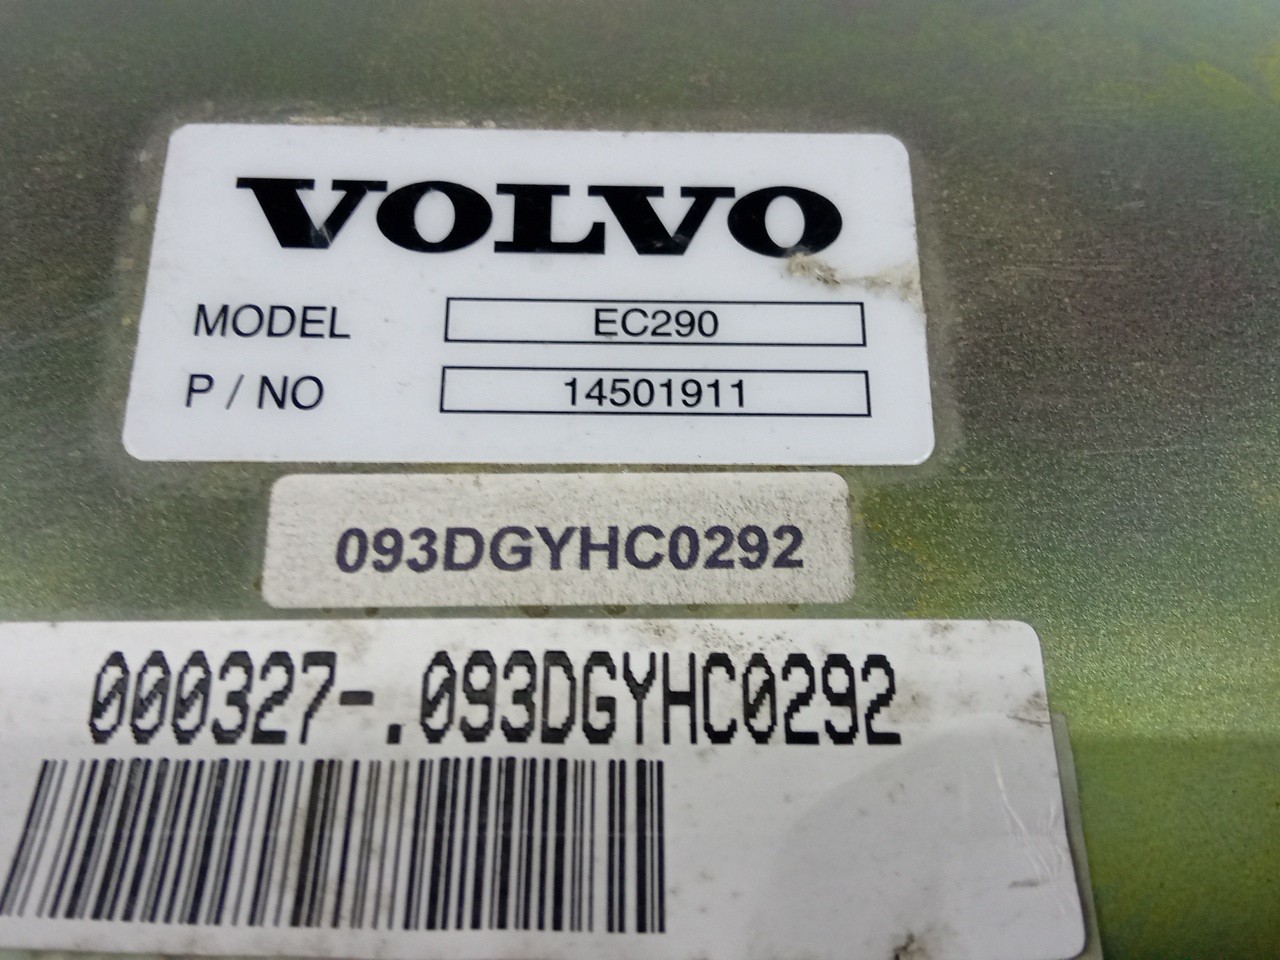 VOLVO
MODEL EC290
P / NO 14501911
093DGYHC0292
000327-.093DGYHC0292